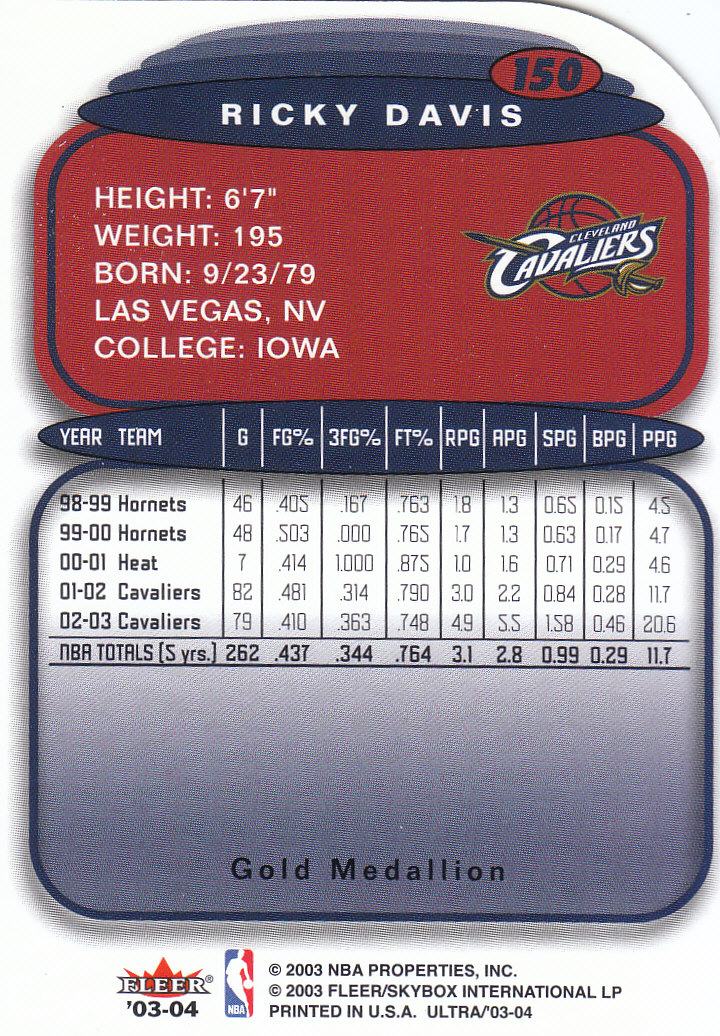 150
RICKY DAVIS
HEIGHT: 6'7"
WEIGHT: 195
BORN: 9/23/79
LAS VEGAS, NV
COLLEGE: IOWA
CLEVELAND
CAVALIERS
YEAR TEAM G FG% 3FG% FT% RPG APG SPG BPG PPG
98-99 Hornets 46 .405 .167 .763 1.8 1.3 0.65 0.15 4.5
99-00 Hornets 48 .503 .000 .765 1.7 1.3 0.63 0.17 4.7
00-01 Heat 7 .414 1.000 .875 1.0 1.6 0.71 0.29 4.6
01-02 Cavaliers 82 .481 .314 .790 3.0 2.2 0.84 0.28 11.7
02-03 Cavaliers 79 .410 .363 .748 4.9 5.5 1.58 0.46 20.6
NBA TOTALS (5 yrs.) 262 .437 .344 .764 3.1 2.8 0.99 0.29 11.7
Gold Medallion
FLEER®
'03-04
NBA
© 2003 NBA PROPERTIES, INC.
© 2003 FLEER/SKYBOX INTERNATIONAL LP
PRINTED IN U.S.A. ULTRA/'03-04